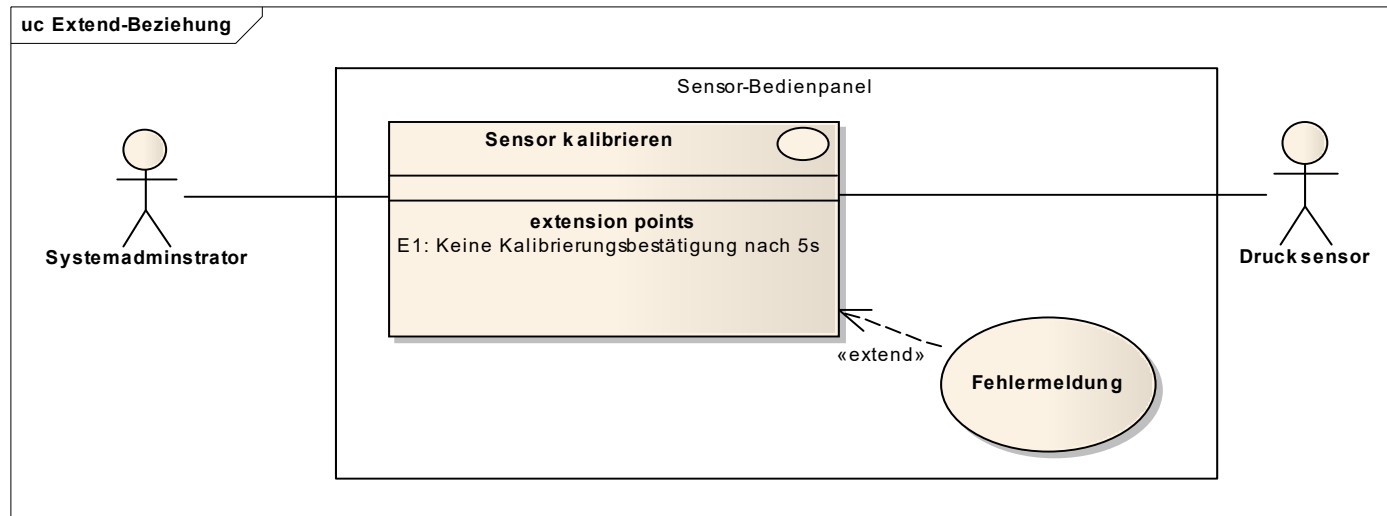 uc Extend-Beziehung
Sensor-Bedienpanel
Sensor kalibrieren
extension points
E1: Keine Kalibrierungsbestätigung nach 5s
Systemadminstrator
Drucksensor
«extend»
Fehlermeldung